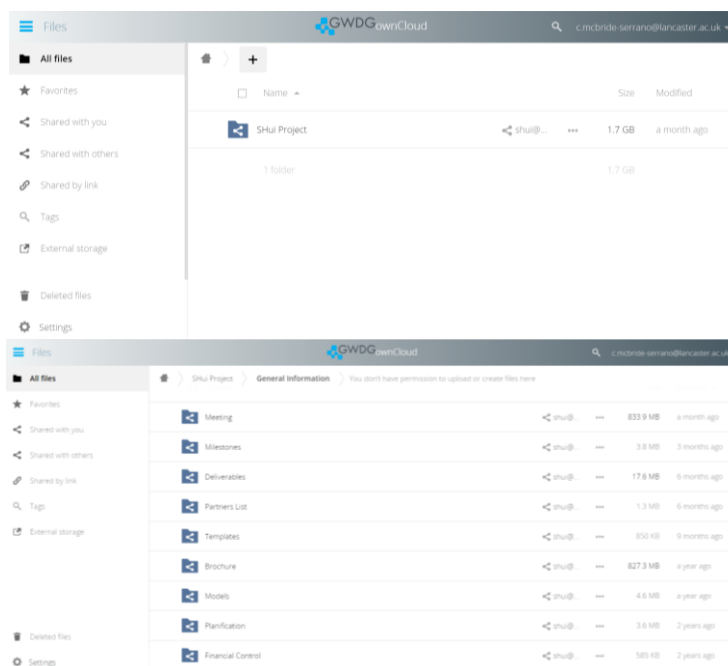 Files GWDG ownCloud c.mcbride-serrano@lancaster.ac.uk
All files +
Favorites Name Size Modified
Shared with you SHui Project shui@... ... 1.7 GB a month ago
Shared with others
1 folder 1.7 GB
Shared by link
Tags
External storage
Deleted files
Settings
Files GWDG ownCloud c.mcbride-serrano@lancaster.ac.uk
All files SHui Project General Information You don't have permission to upload or create files here
Favorites Meeting shui@... ... 833.9 MB a month ago
Shared with you Milestones shui@... ... 3.8 MB 3 months ago
Shared with others
Shared by link Deliverables shui@... ... 17.6 MB 6 months ago
Tags Partners List shui@... ... 1.3 MB 6 months ago
External storage Templates shui@... ... 850 KB 9 months ago
Brochure shui@... ... 827.3 MB a year ago
Models shui@... ... 4.6 MB a year ago
Planification shui@... ... 3.6 MB 2 years ago
Deleted files
Settings Financial Control shui@... ... 585 KB 2 years ago